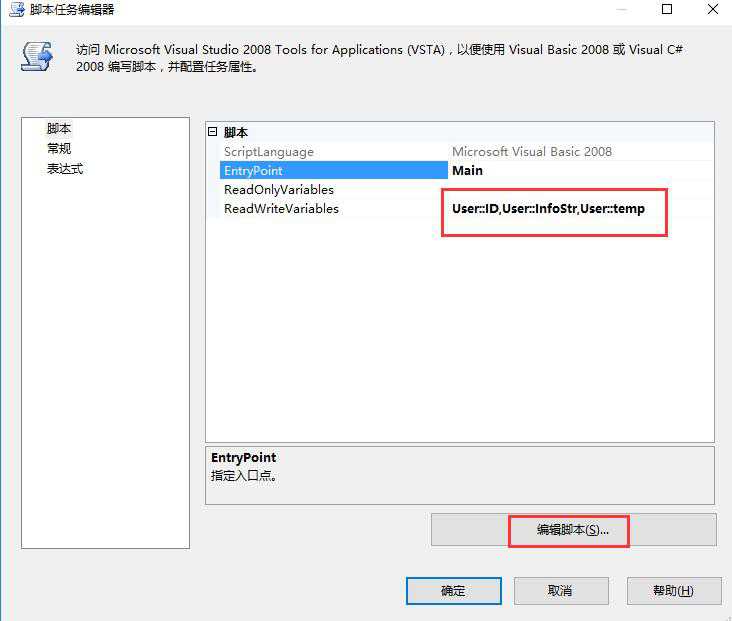 脚本任务编辑器
访问 Microsoft Visual Studio 2008 Tools for Applications (VSTA)，以便使用 Visual Basic 2008 或 Visual C#
2008 编写脚本，并配置任务属性。
脚本
常规
表达式
脚本
ScriptLanguage Microsoft Visual Basic 2008
EntryPoint Main
ReadOnlyVariables
ReadWriteVariables User::ID,User::InfoStr,User::temp
EntryPoint
指定入口点。
编辑脚本(S)...
确定 取消 帮助(H)